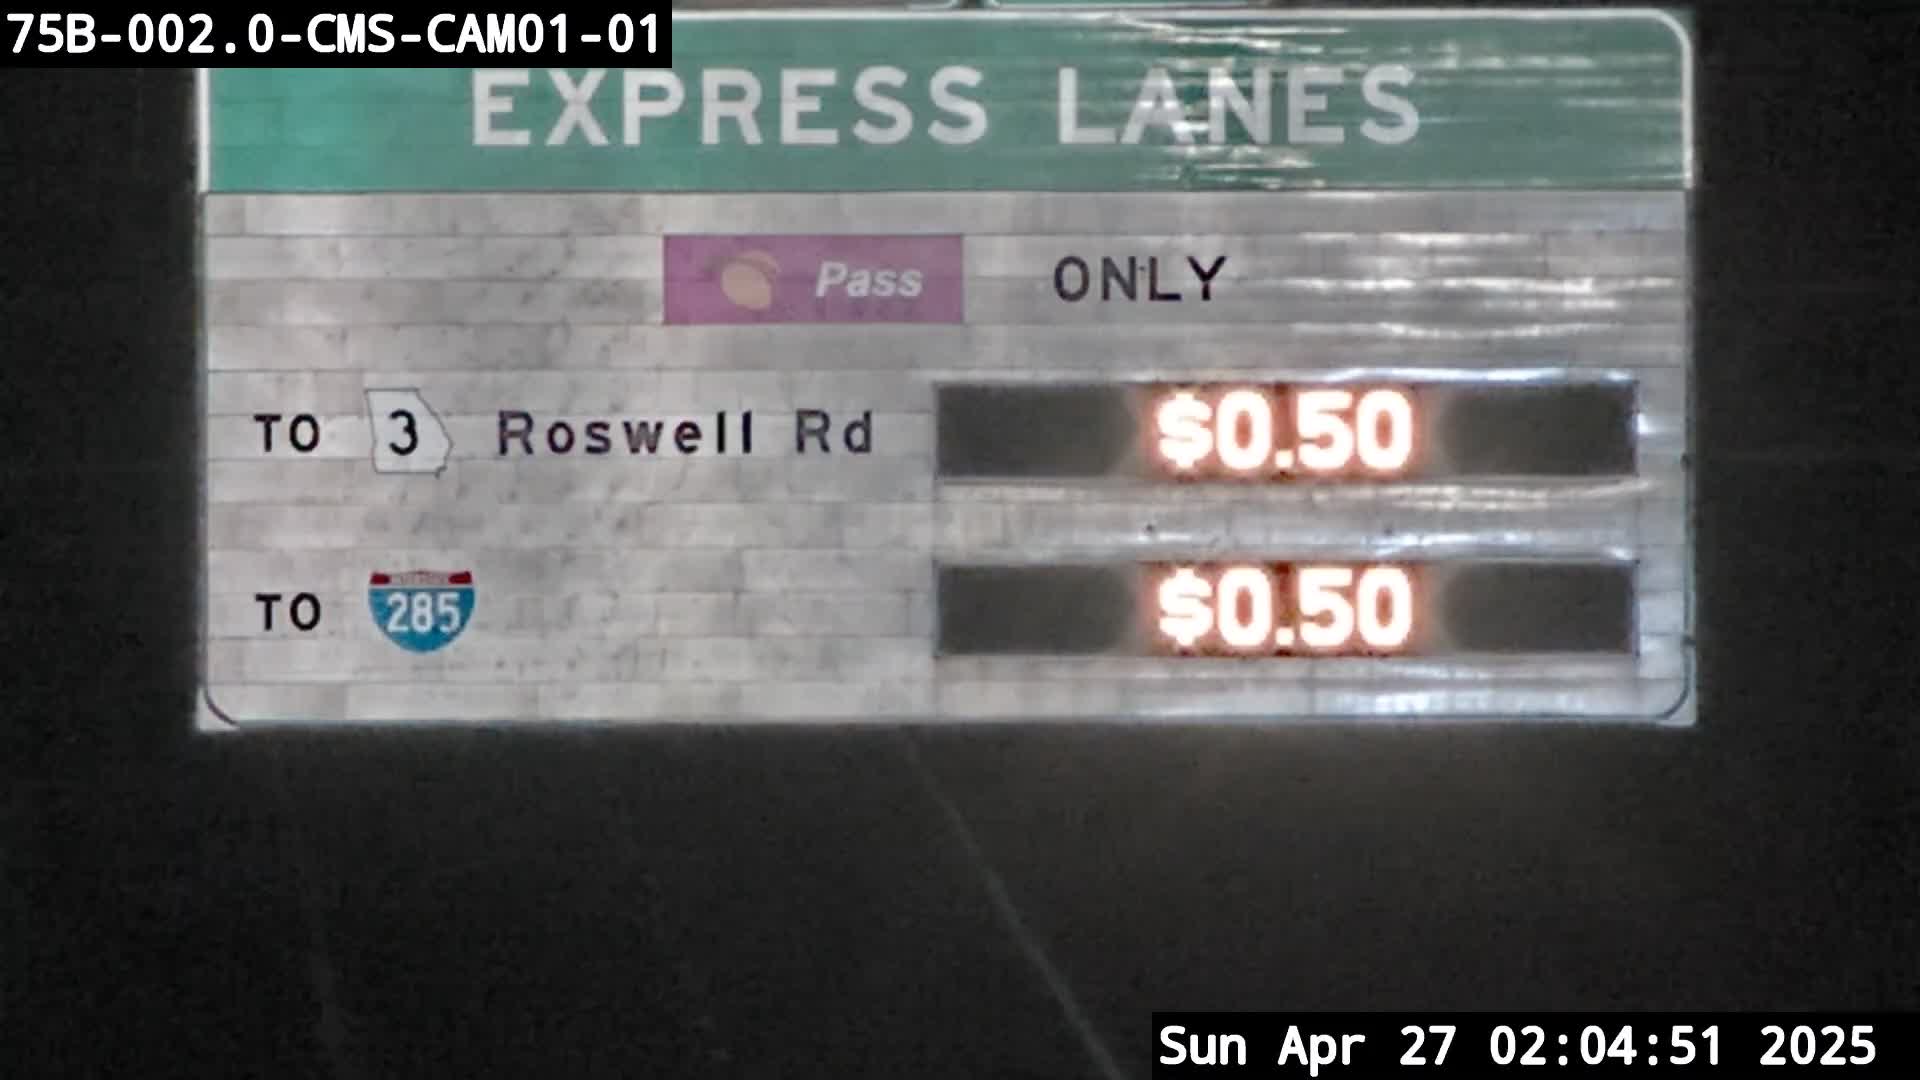 75B-002.0-CMS-CAM01-01
EXPRESS LANES
Pass ONLY
TO 3 Roswell Rd $0.50
TO 285 $0.50
Sun Apr 27 02:04:51 2025